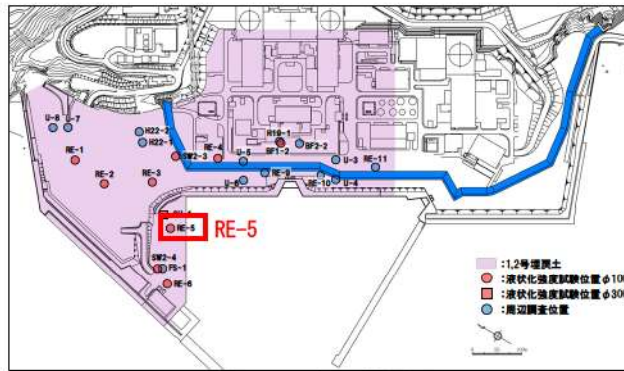 U-8
U-7
H22-2
H22-1
RE-1
RE-2
RE-3
SW2-3
RE-4
U-5
U-6
H19-1
BF1-2
BF2-2
RE-9
U-3
RE-10
U-4
RE-11
RE-5
RE-5
SW2-4
FS-1
RE-6
:1,2号埋戻土
:液状化強度試験位置φ100
:液状化強度試験位置φ300
:周辺調査位置